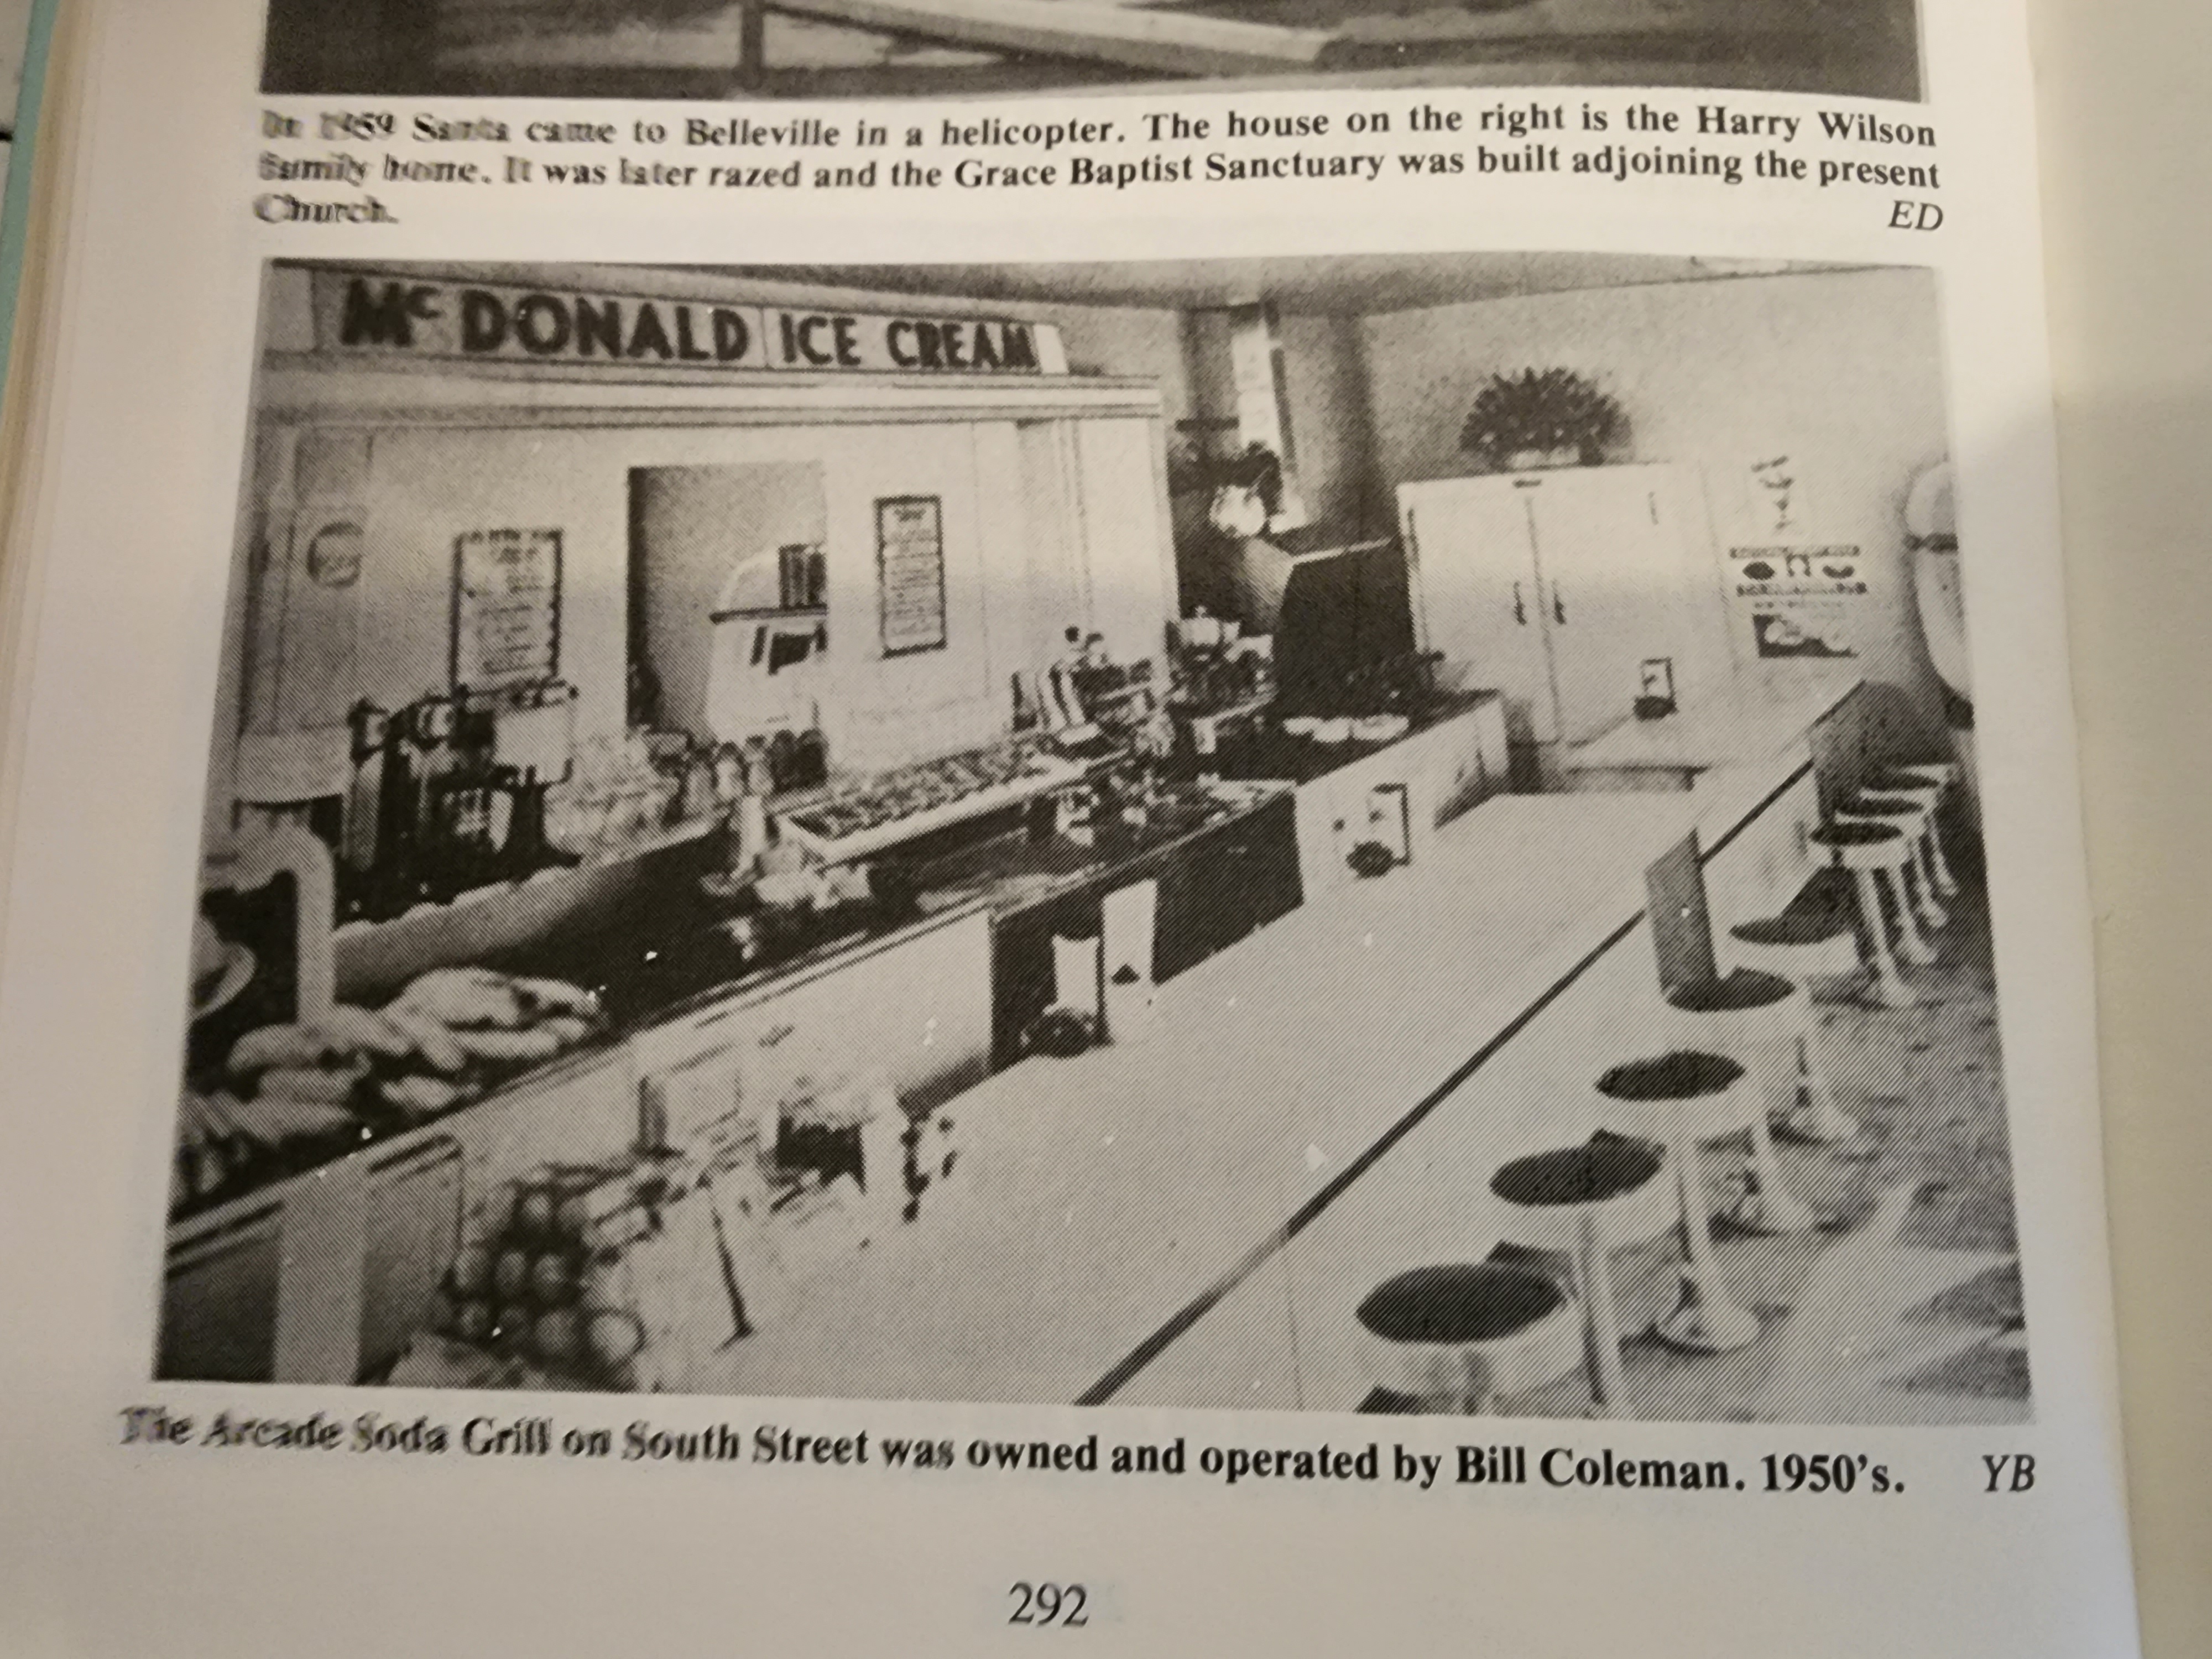 In 1959 Santa came to Belleville in a helicopter. The house on the right is the Harry Wilson
family home. It was later razed and the Grace Baptist Sanctuary was built adjoining the present
Church. ED
MC DONALD ICE CREAM
The Arcade Soda Grill on South Street was owned and operated by Bill Coleman. 1950's. YB
292